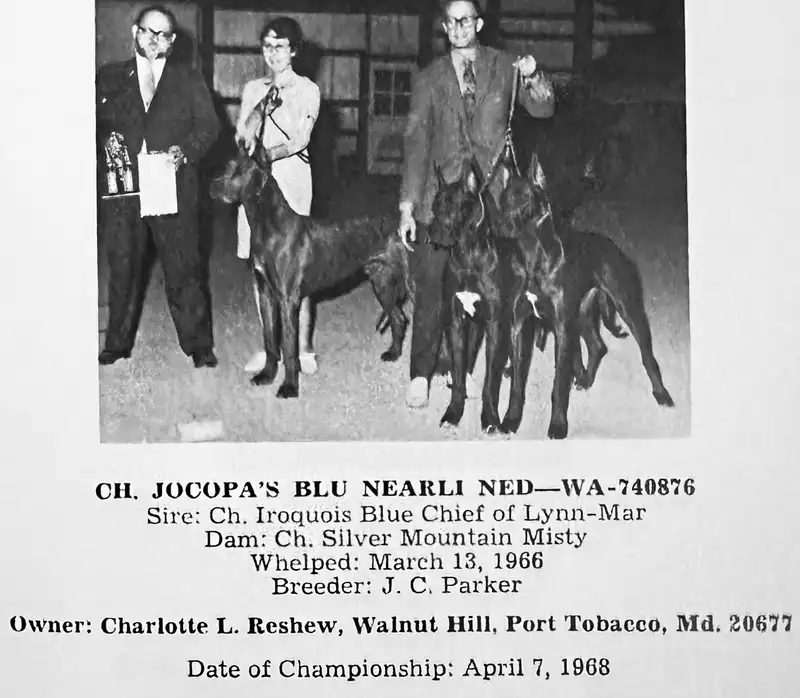 CH. JOCOPA'S BLU NEARLI NED—WA-740876
Sire: Ch. Iroquois Blue Chief of Lynn-Mar
Dam: Ch. Silver Mountain Misty
Whelped: March 13, 1966
Breeder: J. C. Parker
Owner: Charlotte L. Reshew, Walnut Hill, Port Tobacco, Md. 20677
Date of Championship: April 7, 1968